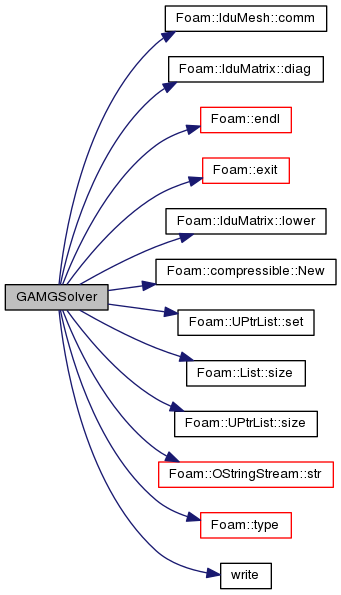 Foam::lduMesh::comm
Foam::lduMatrix::diag
Foam::endl
Foam::exit
Foam::lduMatrix::lower
Foam::compressible::New
GAMGSolver
Foam::UPtrList::set
Foam::List::size
Foam::UPtrList::size
Foam::OStringStream::str
Foam::type
write